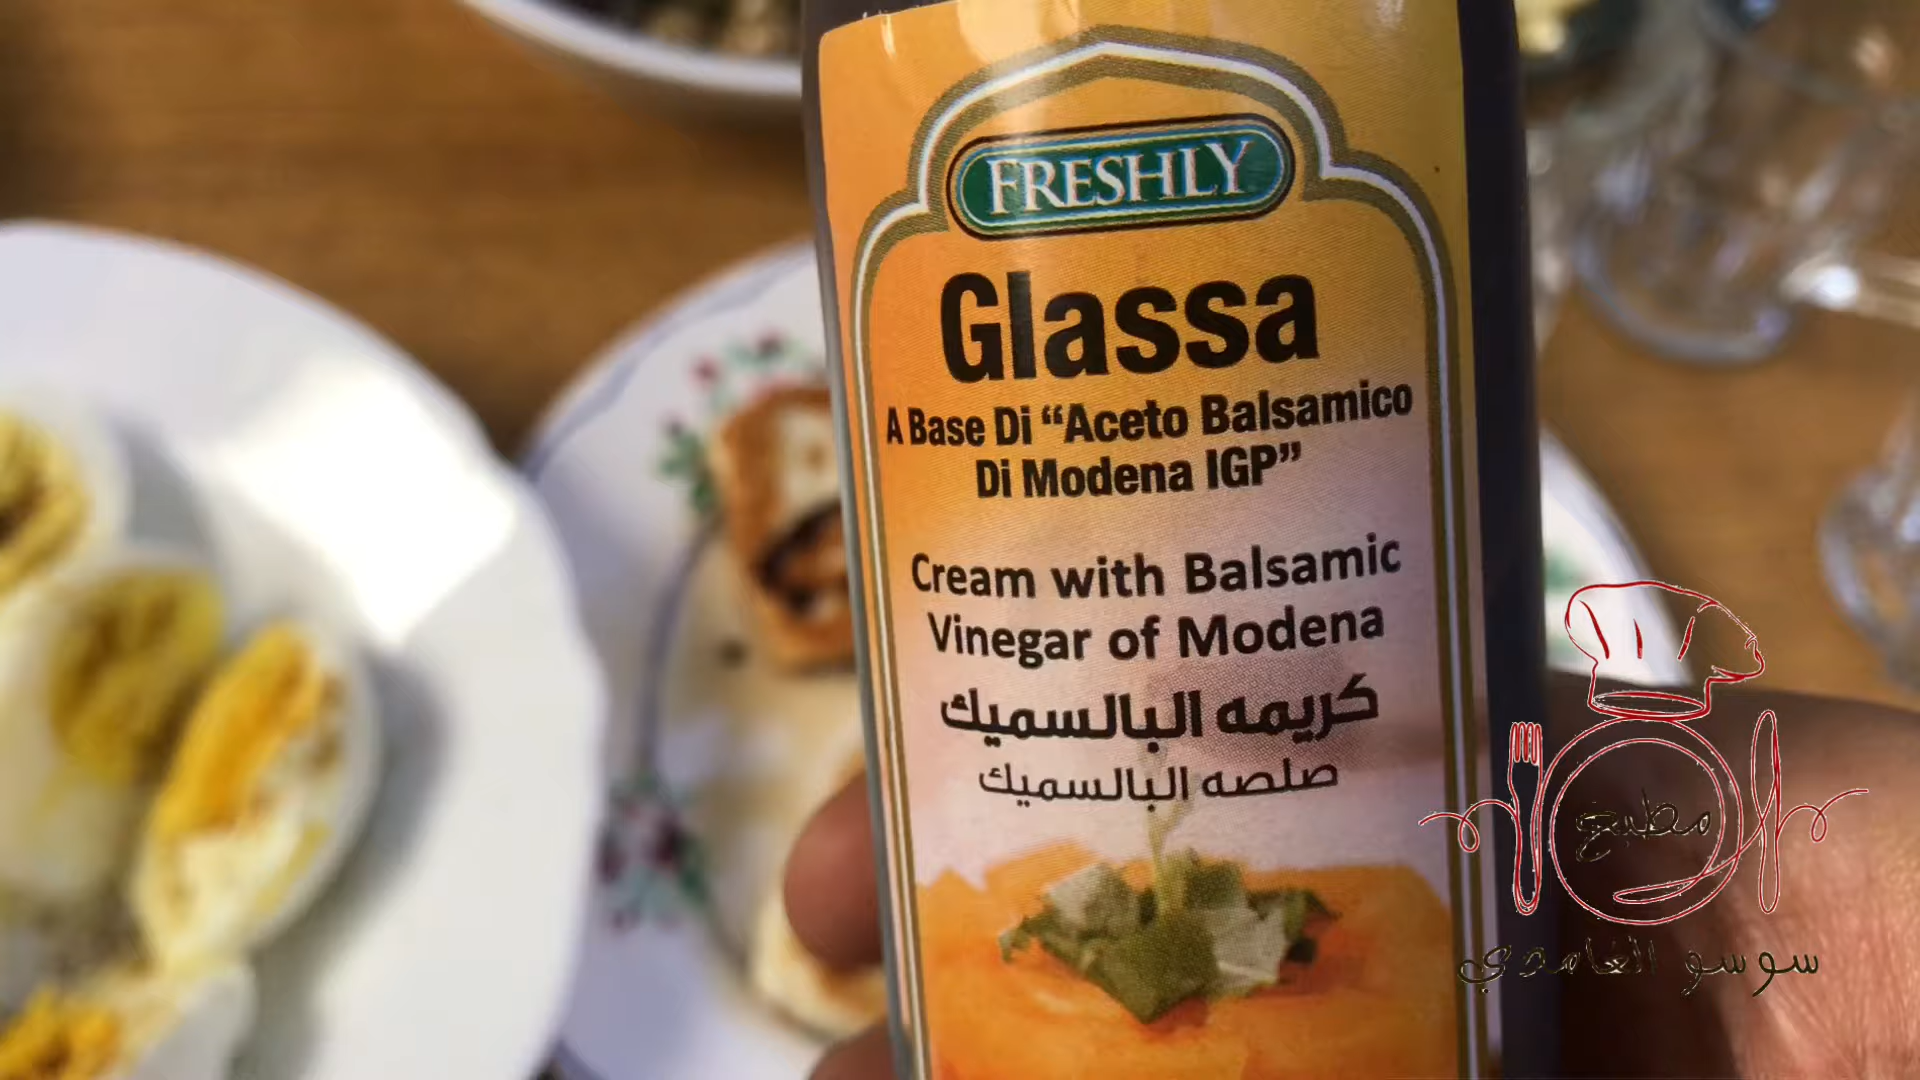 FRESHLY
Glassa
A Base Di “Aceto Balsamico
Di Modena IGP”
Cream with Balsamic
Vinegar of Modena
كريمه البالسميك
صلصه البالسميك
مطبخ
سوسو الغامدي